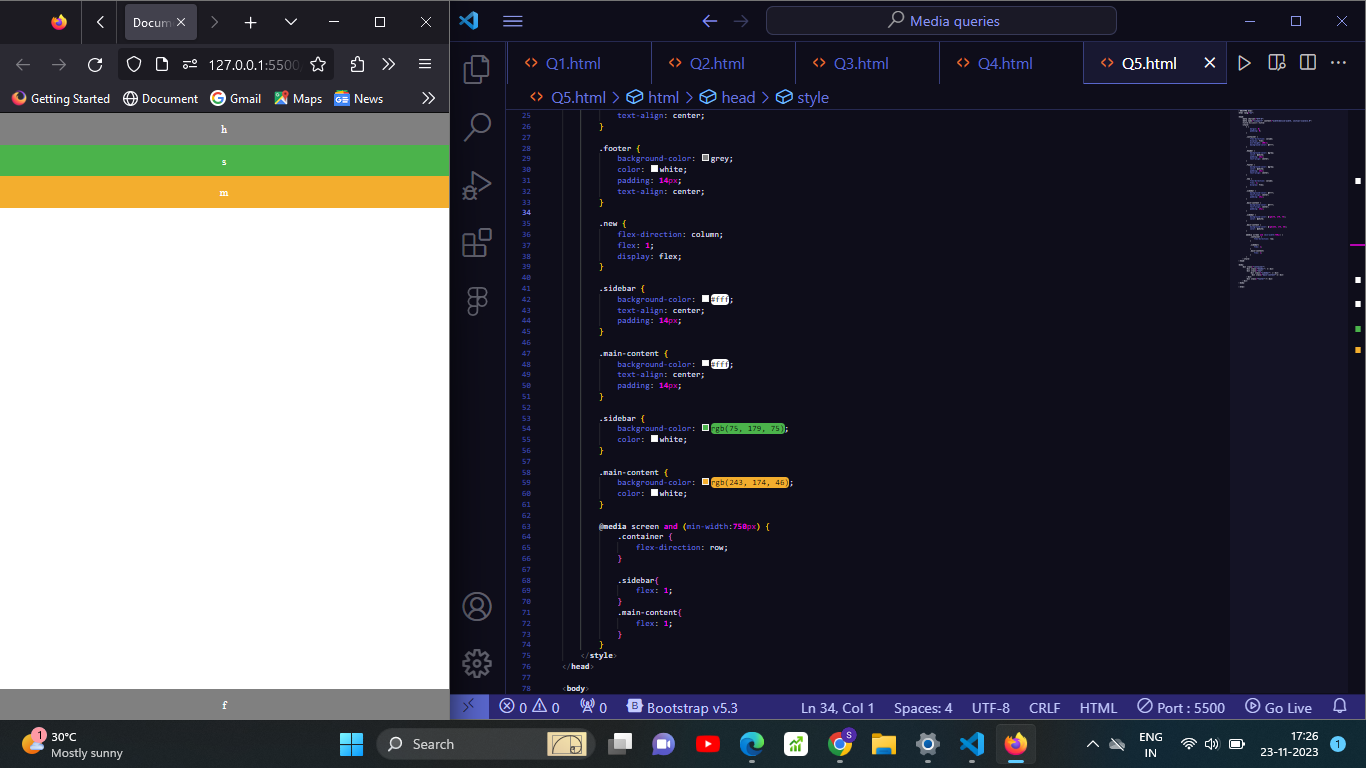 Docum
127.0.0.1:5500
Getting Started
Document
Gmail
Maps
News
h
s
m
f
Media queries
Q1.html
Q2.html
Q3.html
Q4.html
Q5.html
Q5.html > html > head > style
25 text-align: center;
26 }
27
28 .footer {
29 background-color: grey;
30 color: white;
31 padding: 14px;
32 text-align: center;
33 }
34
35 .new {
36 flex-direction: column;
37 flex: 1;
38 display: flex;
39 }
40
41 .sidebar {
42 background-color: #fff;
43 text-align: center;
44 padding: 14px;
45 }
46
47 .main-content {
48 background-color: #fff;
49 text-align: center;
50 padding: 14px;
51 }
52
53 .sidebar {
54 background-color: rgb(75, 179, 75);
55 color: white;
56 }
57
58 .main-content {
59 background-color: rgb(243, 174, 46);
60 color: white;
61 }
62
63 @media screen and (min-width:750px) {
64 .container {
65 flex-direction: row;
66 }
67
68 .sidebar{
69 flex: 1;
70 }
71 .main-content{
72 flex: 1;
73 }
74 }
75 </style>
76 </head>
77
78 <body>
0 0 0 Bootstrap v5.3 Ln 34, Col 1 Spaces: 4 UTF-8 CRLF HTML Port : 5500 Go Live
1
30°C
Mostly sunny
Search
S
ENG
IN
17:26
23-11-2023
1